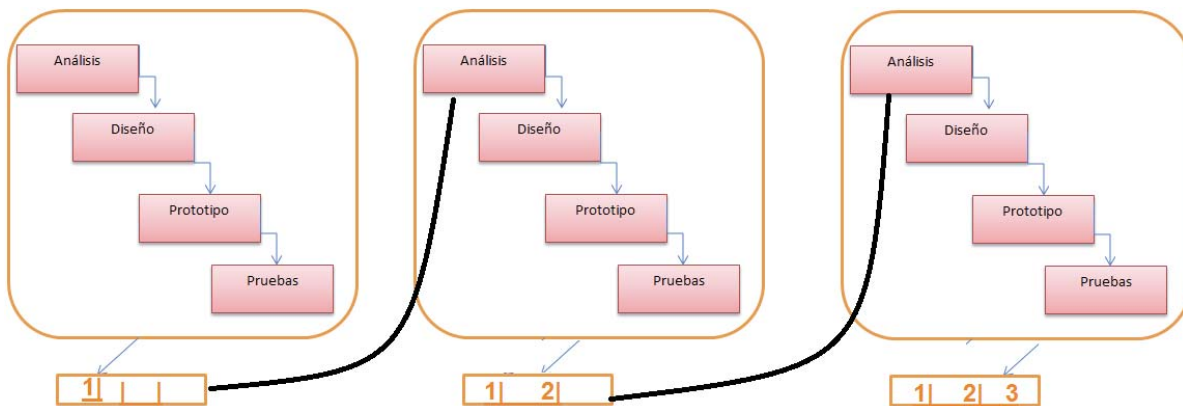 Análisis
Diseño
Prototipo
Pruebas
1| | |
Análisis
Diseño
Prototipo
Pruebas
1| 2|
Análisis
Diseño
Prototipo
Pruebas
1| 2| 3